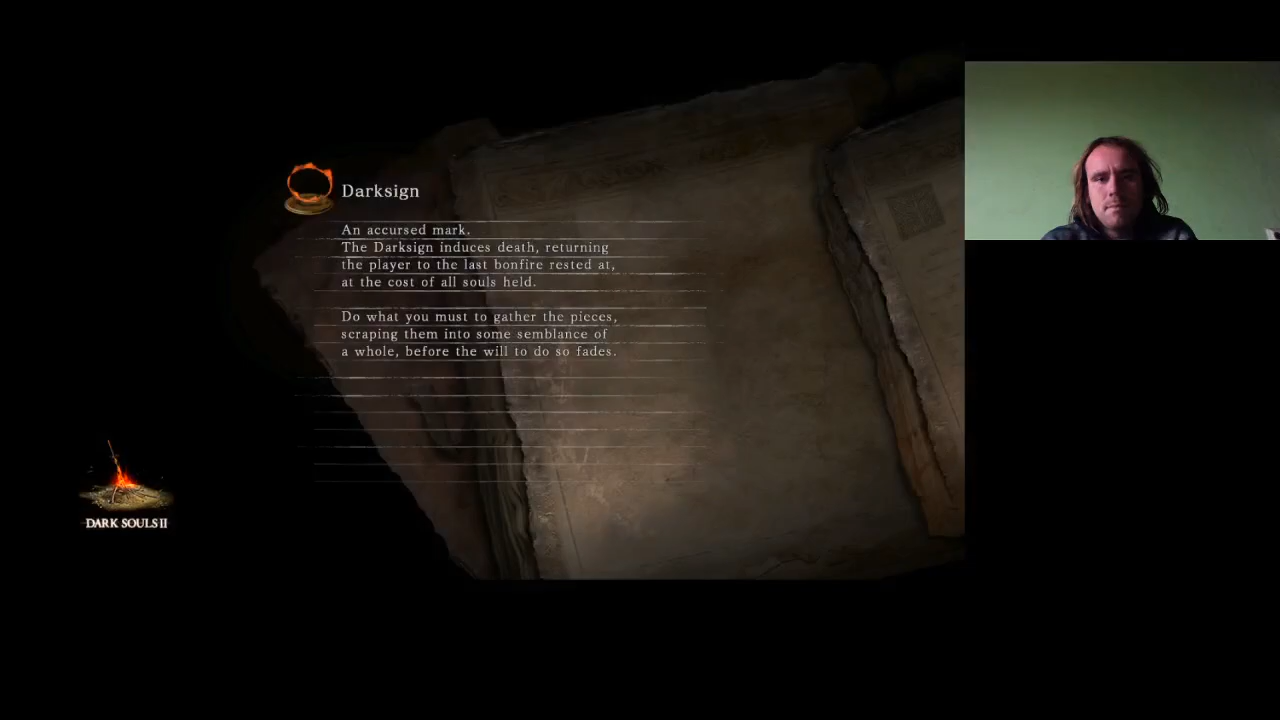 Darksign
An accursed mark.
The Darksign induces death, returning
the player to the last bonfire rested at,
at the cost of all souls held.
Do what you must to gather the pieces,
scraping them into some semblance of
a whole, before the will to do so fades.
DARK SOULS II